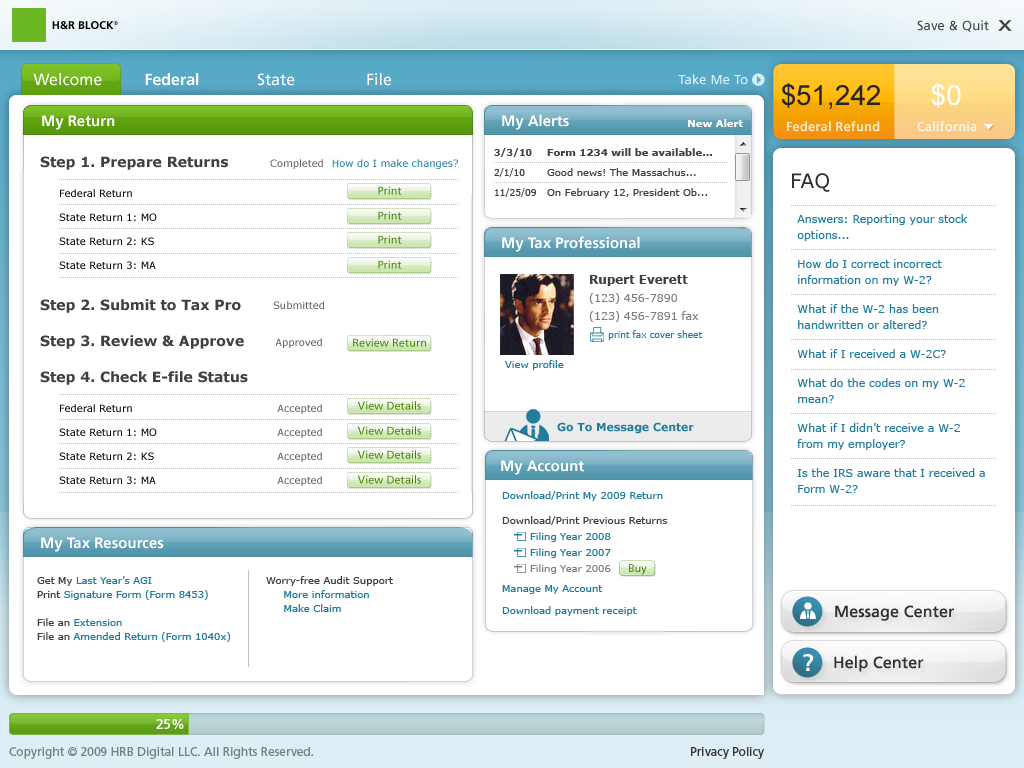 H&R BLOCK®
Save & Quit
Welcome
Federal
State
File
Take Me To
$51,242
Federal Refund
$0
California
My Return
Step 1. Prepare Returns
Completed How do I make changes?
Federal Return Print
State Return 1: MO Print
State Return 2: KS Print
State Return 3: MA Print
Step 2. Submit to Tax Pro Submitted
Step 3. Review & Approve Approved Review Return
Step 4. Check E-file Status
Federal Return Accepted View Details
State Return 1: MO Accepted View Details
State Return 2: KS Accepted View Details
State Return 3: MA Accepted View Details
My Tax Resources
Get My Last Year's AGI
Print Signature Form (Form 8453)
File an Extension
File an Amended Return (Form 1040x)
Worry-free Audit Support
More information
Make Claim
My Alerts New Alert
3/3/10 Form 1234 will be available...
2/1/10 Good news! The Massachus...
11/25/09 On February 12, President Ob...
My Tax Professional
Rupert Everett
(123) 456-7890
(123) 456-7891 fax
print fax cover sheet
View profile
Go To Message Center
My Account
Download/Print My 2009 Return
Download/Print Previous Returns
Filing Year 2008
Filing Year 2007
Filing Year 2006 Buy
Manage My Account
Download payment receipt
FAQ
Answers: Reporting your stock
options...
How do I correct incorrect
information on my W-2?
What if the W-2 has been
handwritten or altered?
What if I received a W-2C?
What do the codes on my W-2
mean?
What if I didn't receive a W-2
from my employer?
Is the IRS aware that I received a
Form W-2?
Message Center
? Help Center
25%
Copyright © 2009 HRB Digital LLC. All Rights Reserved.
Privacy Policy